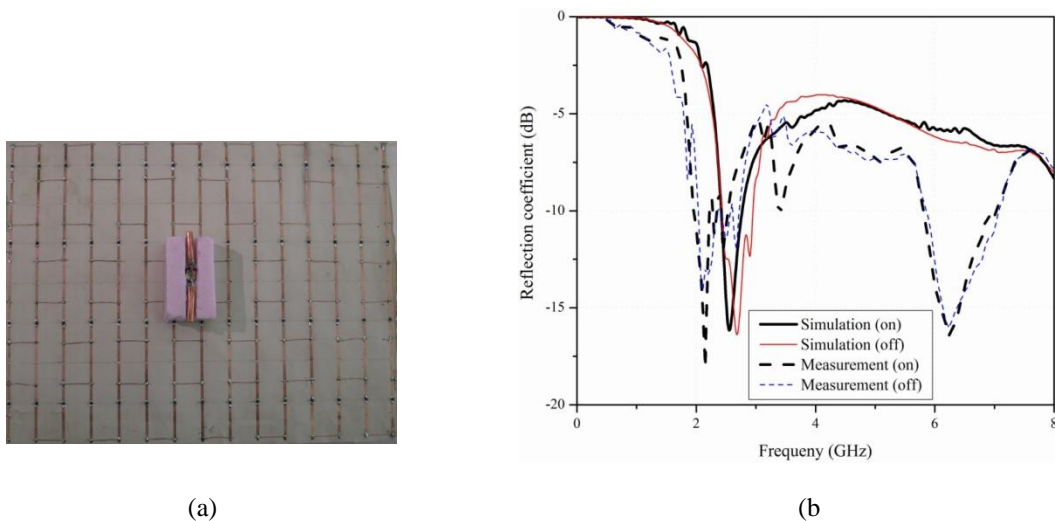 0
-5
-10
-15
-20
Reflection coefficient (dB)
Simulation (on)
Simulation (off)
Measurement (on)
Measurement (off)
0 2 4 6 8
Frequeny (GHz)
(a) (b)